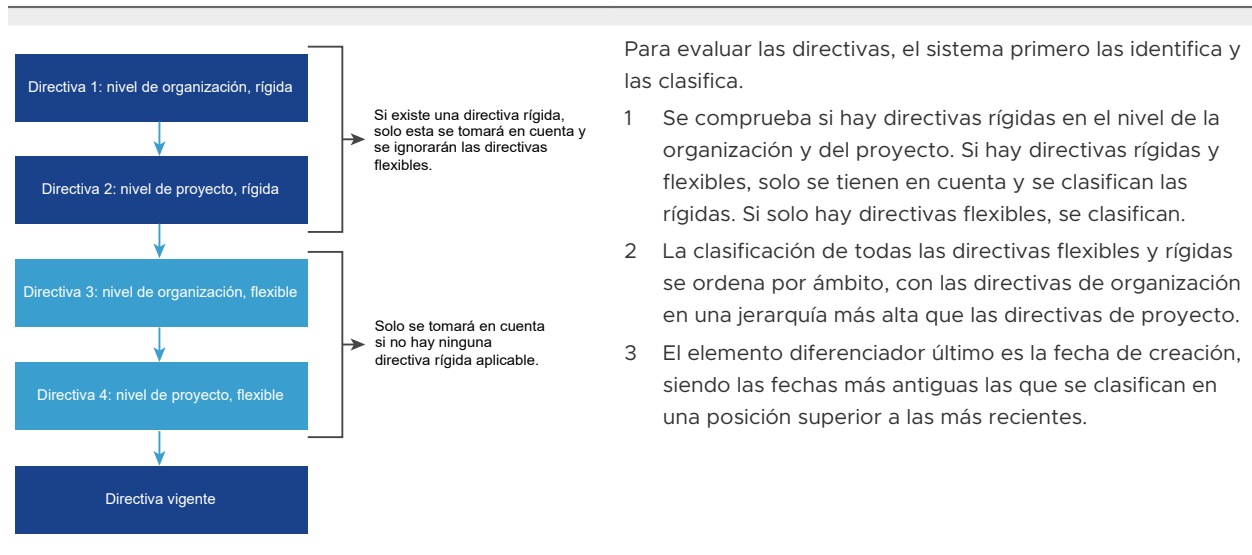 Directiva 1: nivel de organización, rígida
Directiva 2: nivel de proyecto, rígida
Si existe una directiva rígida,
solo esta se tomará en cuenta y
se ignorarán las directivas
flexibles.
Directiva 3: nivel de organización, flexible
Directiva 4: nivel de proyecto, flexible
Solo se tomará en cuenta
si no hay ninguna
directiva rígida aplicable.
Directiva vigente
Para evaluar las directivas, el sistema primero las identifica y
las clasifica.
1 Se comprueba si hay directivas rígidas en el nivel de la
organización y del proyecto. Si hay directivas rígidas y
flexibles, solo se tienen en cuenta y se clasifican las
rígidas. Si solo hay directivas flexibles, se clasifican.
2 La clasificación de todas las directivas flexibles y rígidas
se ordena por ámbito, con las directivas de organización
en una jerarquía más alta que las directivas de proyecto.
3 El elemento diferenciador último es la fecha de creación,
siendo las fechas más antiguas las que se clasifican en
una posición superior a las más recientes.